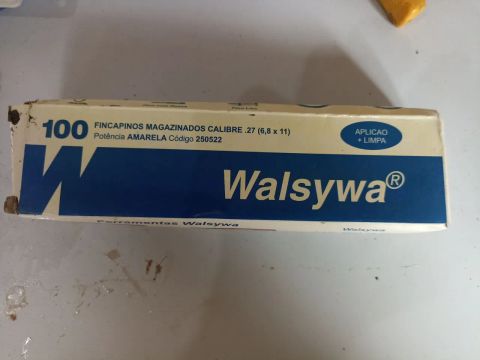 100 FINCAPINOS MAGAZINADOS CALIBRE .27 (6,8 x 11)
Potência AMARELA Código 250522
APLICAO
+ LIMPA
Walsywa®
Ferramentas Walsywa
Walsywa